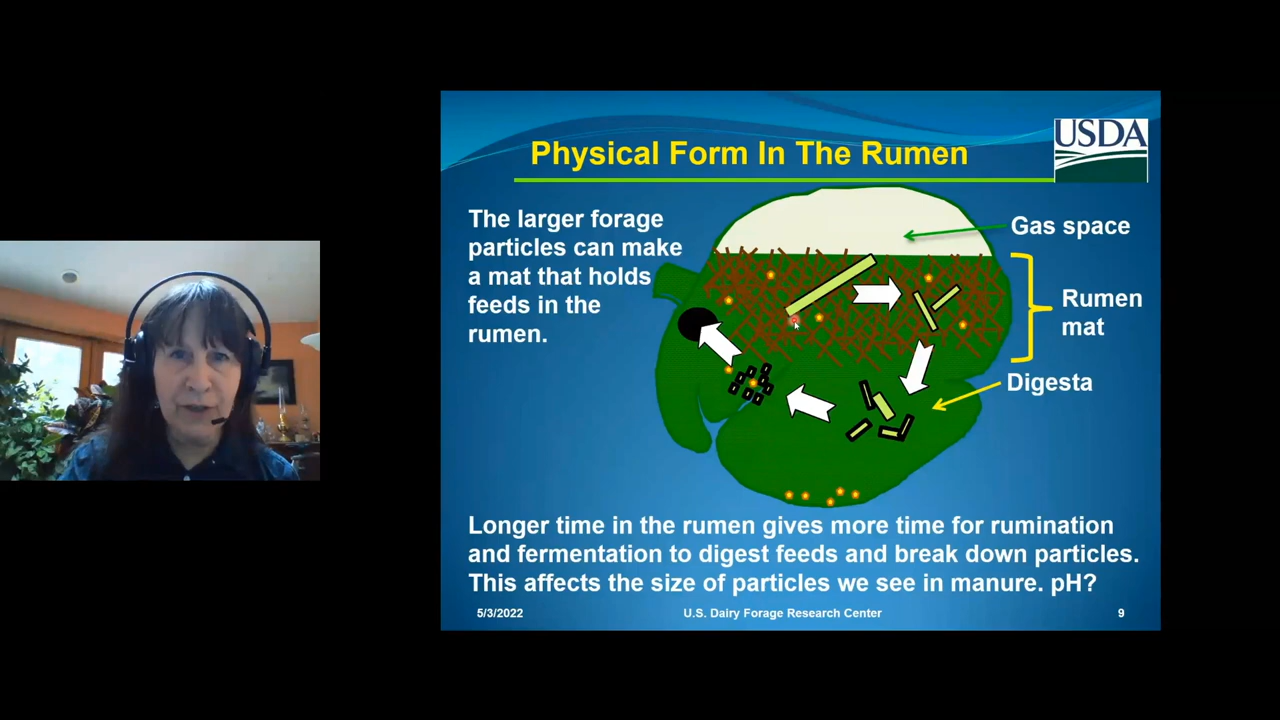 Physical Form In The Rumen
USDA
The larger forage
particles can make
a mat that holds
feeds in the
rumen.
Gas space
Rumen
mat
Digesta
Longer time in the rumen gives more time for rumination
and fermentation to digest feeds and break down particles.
This affects the size of particles we see in manure. pH?
5/3/2022
U.S. Dairy Forage Research Center
9